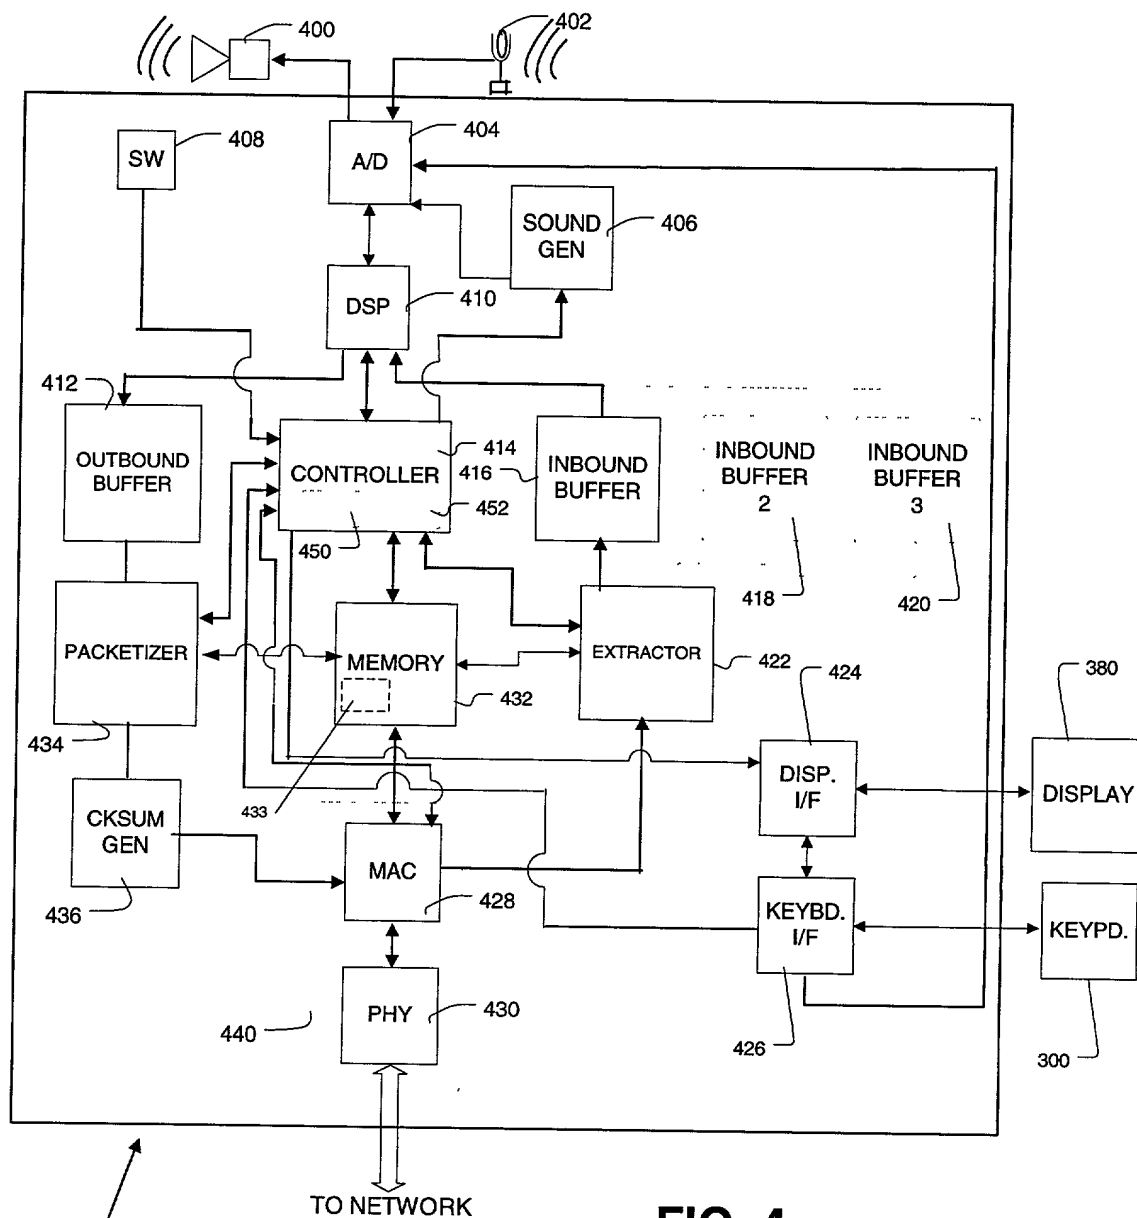 400
402
404
408
SW
A/D
SOUND
GEN
406
DSP
410
412
OUTBOUND
BUFFER
CONTROLLER
414
416
INBOUND
BUFFER
INBOUND
BUFFER
2
INBOUND
BUFFER
3
452
450
418
420
PACKETIZER
MEMORY
EXTRACTOR
422
424
380
432
434
433
DISP.
I/F
DISPLAY
CKSUM
GEN
MAC
428
436
KEYBD.
I/F
KEYPD.
PHY
430
440
426
300
TO NETWORK
FIG. 4